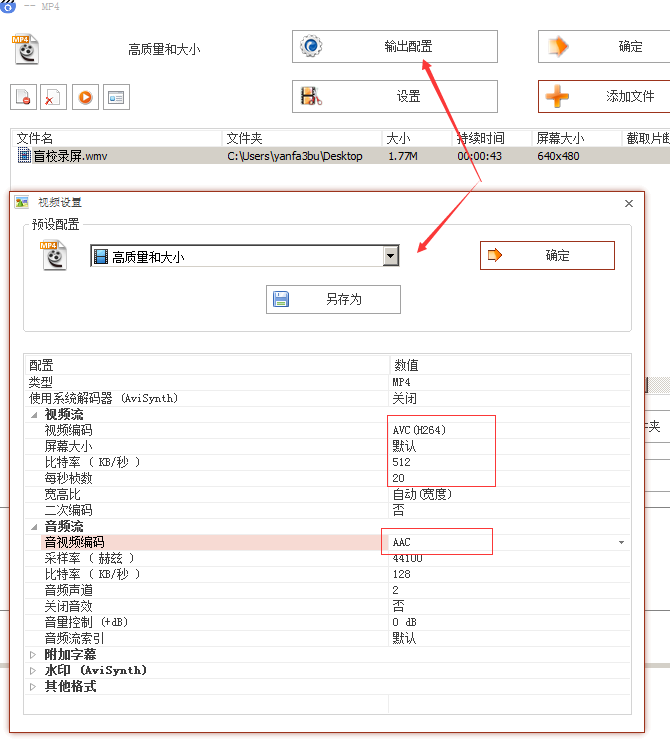 -- MP4
MP4
高质量和大小
输出配置
确定
设置
添加文件
文件名 文件夹 大小 持续时间 屏幕大小 截取片断
盲校录屏.wmv C:\Users\yanfa3bu\Desktop 1.77M 00:00:43 640x480
视频设置
预设配置
MP4
高质量和大小
确定
另存为
配置 数值
类型 MP4
使用系统解码器 (AviSynth) 关闭
视频流
视频编码 AVC(H264)
屏幕大小 默认
比特率 ( KB/秒 ) 512
每秒桢数 20
宽高比 自动(宽度)
二次编码 否
音频流
音视频编码 AAC
采样率 ( 赫兹 ) 44100
比特率 ( KB/秒 ) 128
音频声道 2
关闭音效 否
音量控制 (+dB) 0 dB
音频流索引 默认
附加字幕
水印 (AviSynth)
其他格式
夹